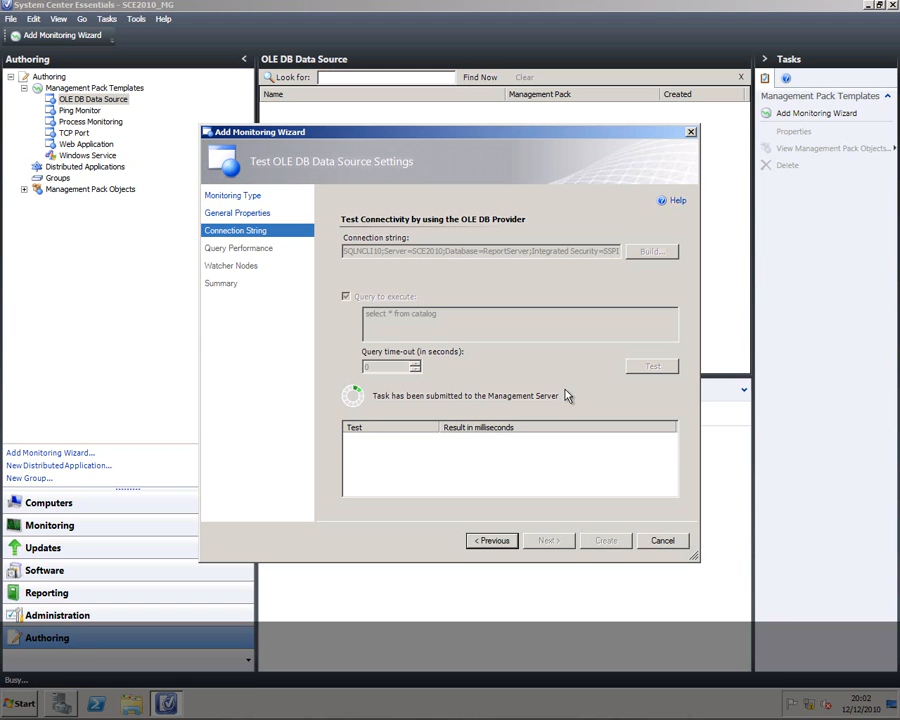 System Center Essentials - SCE2010_MG
File Edit View Go Tasks Tools Help
Add Monitoring Wizard
Authoring
Authoring
Management Pack Templates
OLE DB Data Source
Ping Monitor
Process Monitoring
TCP Port
Web Application
Windows Service
Distributed Applications
Groups
Management Pack Objects
Add Monitoring Wizard...
New Distributed Application...
New Group...
Computers
Monitoring
Updates
Software
Reporting
Administration
Authoring
Busy...
OLE DB Data Source
Look for: Find Now Clear X
Name Management Pack Created
Add Monitoring Wizard
Test OLE DB Data Source Settings
Monitoring Type
General Properties
Connection String
Query Performance
Watcher Nodes
Summary
Help
Test Connectivity by using the OLE DB Provider
Connection string:
SQLNCLI10;Server=SCE2010;Database=ReportServer;Integrated Security=SSPI
Build...
Query to execute:
select * from catalog
Query time-out (in seconds):
0
Test
Task has been submitted to the Management Server
Test Result in milliseconds
< Previous Next > Create Cancel
Tasks
Management Pack Templates
Add Monitoring Wizard
Properties
View Management Pack Objects...
Delete
Start
20:02
12/12/2010